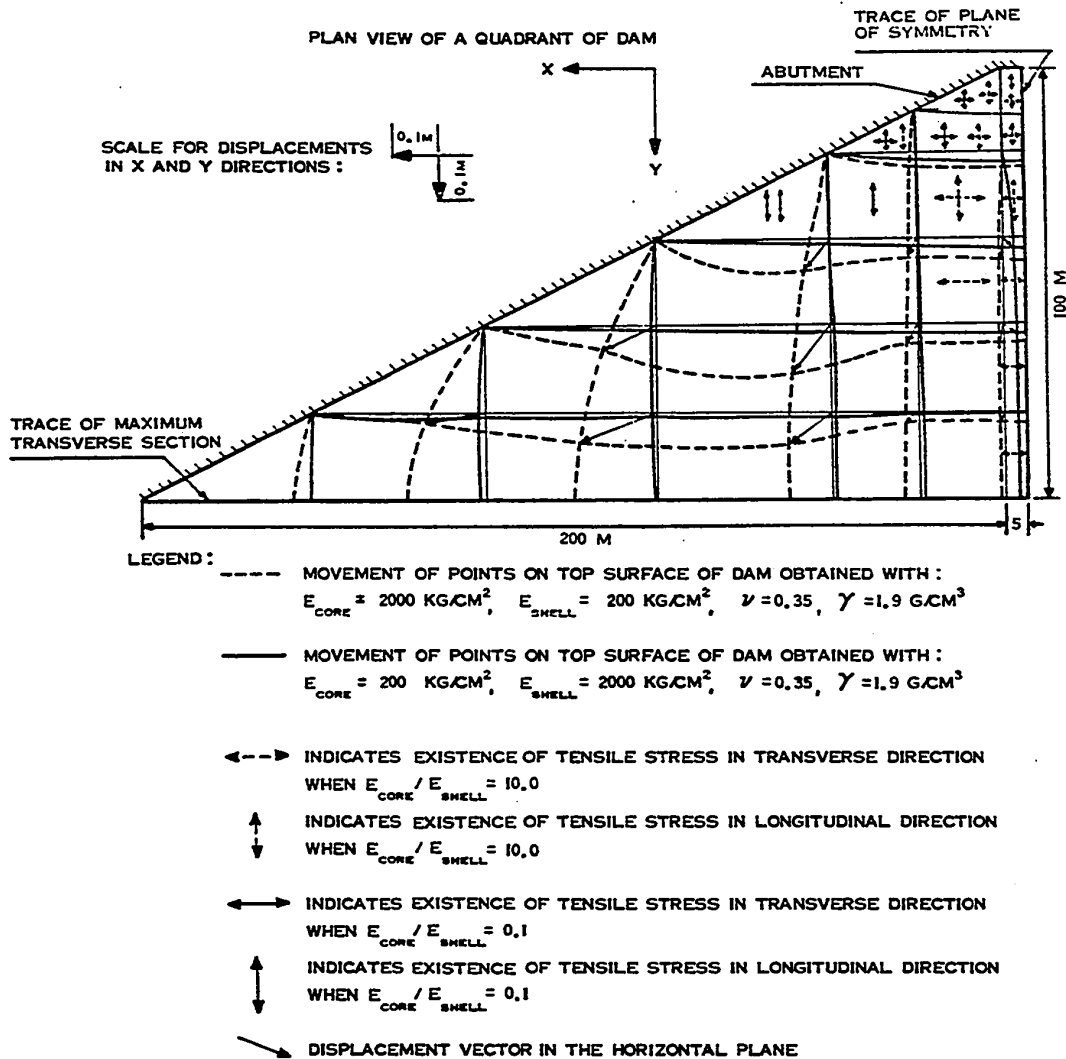 TRACE OF PLANE
OF SYMMETRY
PLAN VIEW OF A QUADRANT OF DAM
X
ABUTMENT
SCALE FOR DISPLACEMENTS
IN X AND Y DIRECTIONS :
0.1M
0.1M
Y
100 M
TRACE OF MAXIMUM
TRANSVERSE SECTION
200 M
5
LEGEND :
MOVEMENT OF POINTS ON TOP SURFACE OF DAM OBTAINED WITH :
E CORE = 2000 KG/CM², E SHELL = 200 KG/CM², ν = 0.35, γ = 1.9 G/CM³
MOVEMENT OF POINTS ON TOP SURFACE OF DAM OBTAINED WITH :
E CORE = 200 KG/CM², E SHELL = 2000 KG/CM², ν = 0.35, γ = 1.9 G/CM³
INDICATES EXISTENCE OF TENSILE STRESS IN TRANSVERSE DIRECTION
WHEN E CORE / E SHELL = 10.0
INDICATES EXISTENCE OF TENSILE STRESS IN LONGITUDINAL DIRECTION
WHEN E CORE / E SHELL = 10.0
INDICATES EXISTENCE OF TENSILE STRESS IN TRANSVERSE DIRECTION
WHEN E CORE / E SHELL = 0.1
INDICATES EXISTENCE OF TENSILE STRESS IN LONGITUDINAL DIRECTION
WHEN E CORE / E SHELL = 0.1
DISPLACEMENT VECTOR IN THE HORIZONTAL PLANE